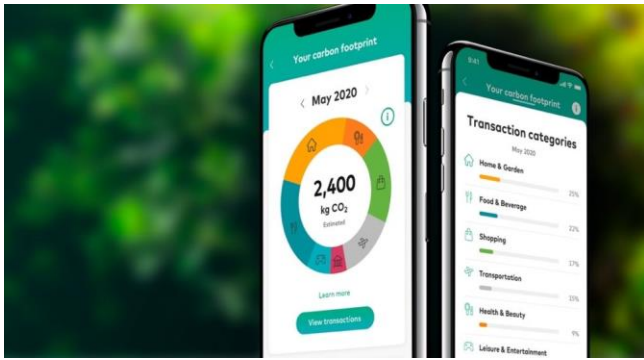 Your carbon footprint
May 2020
2,400
kg CO₂
Estimated
Learn more
View transactions
9:41
Your carbon footprint
Transaction categories
May 2020
Home & Garden
25%
Food & Beverage
22%
Shopping
17%
Transportation
15%
Health & Beauty
9%
Leisure & Entertainment